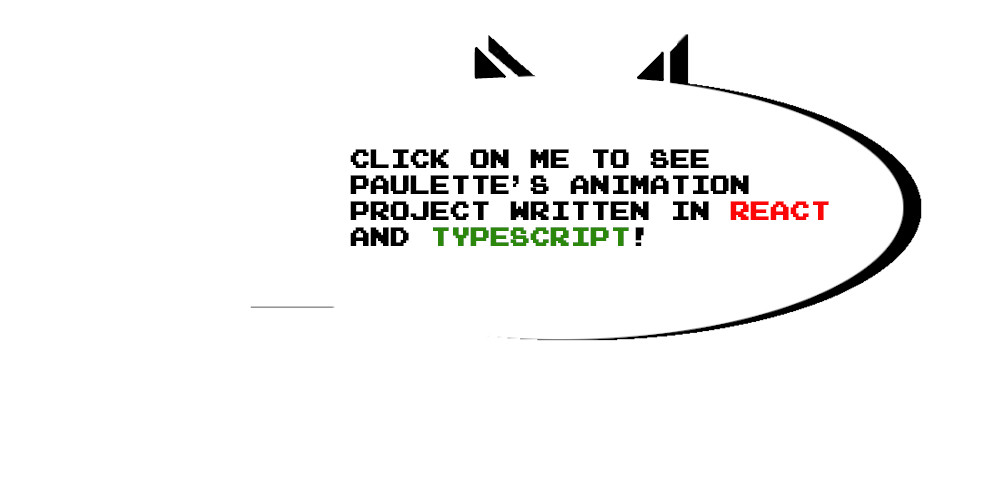 CLICK ON ME TO SEE
PAULETTE'S ANIMATION
PROJECT WRITTEN IN REACT
AND TYPESCRIPT!